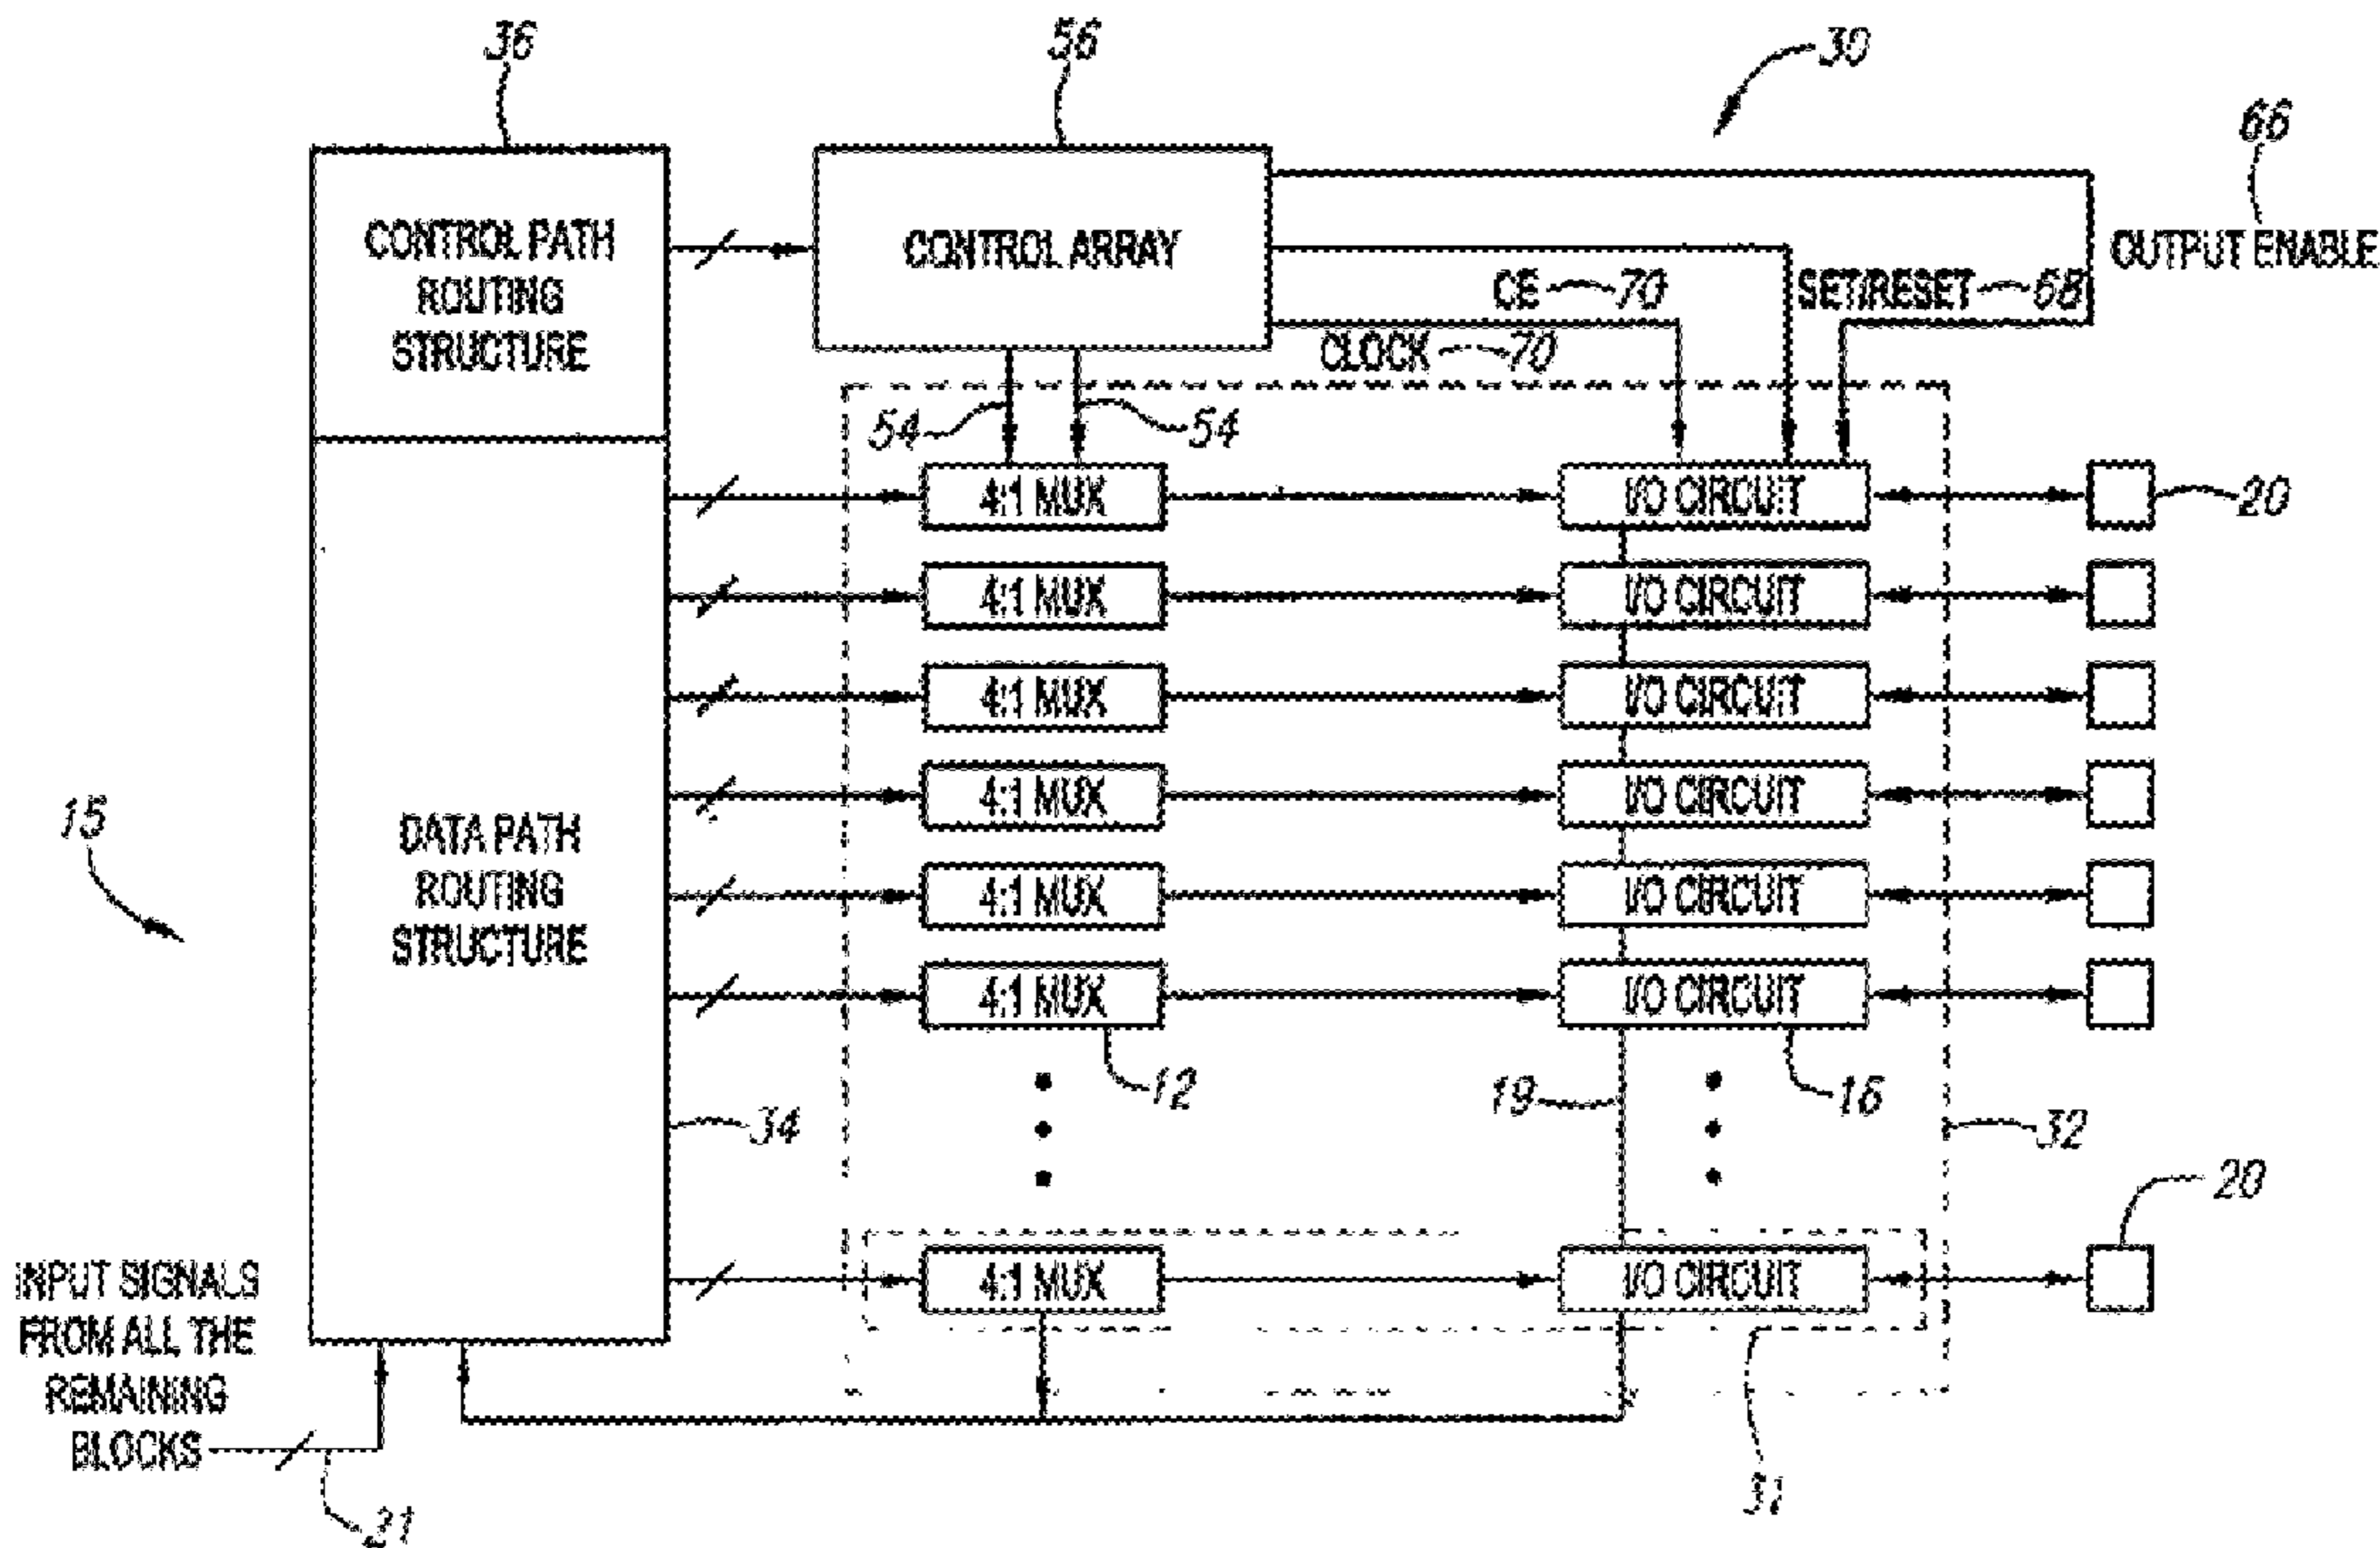 36
56
30
66
CONTROL PATH
ROUTING
STRUCTURE
CONTROL ARRAY
OUTPUT ENABLE
CE 70
SET/RESET 68
CLOCK 70
54
54
4:1 MUX
I/O CIRCUIT
20
4:1 MUX
I/O CIRCUIT
4:1 MUX
I/O CIRCUIT
4:1 MUX
I/O CIRCUIT
15
DATA PATH
ROUTING
STRUCTURE
4:1 MUX
I/O CIRCUIT
4:1 MUX
I/O CIRCUIT
12
19
16
34
32
20
INPUT SIGNALS
FROM ALL THE
REMAINING
BLOCKS
4:1 MUX
I/O CIRCUIT
31
21